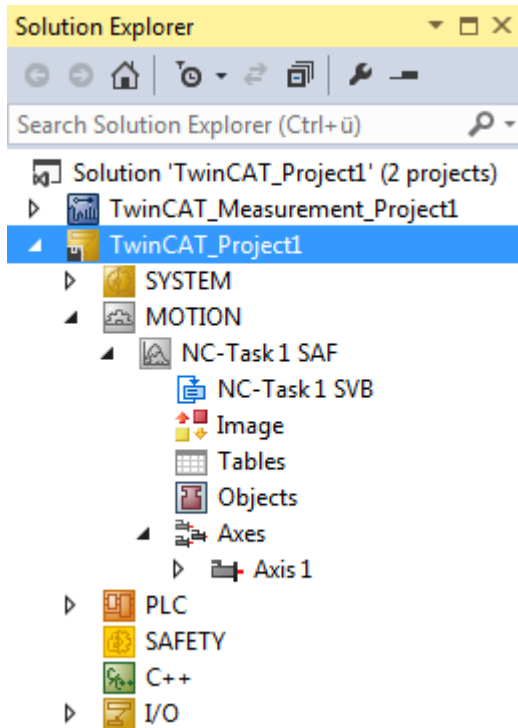 Solution Explorer
Search Solution Explorer (Ctrl+ü)
Solution 'TwinCAT_Project1' (2 projects)
TwinCAT_Measurement_Project1
TwinCAT_Project1
SYSTEM
MOTION
NC-Task 1 SAF
NC-Task 1 SVB
Image
Tables
Objects
Axes
Axis 1
PLC
SAFETY
C++
I/O